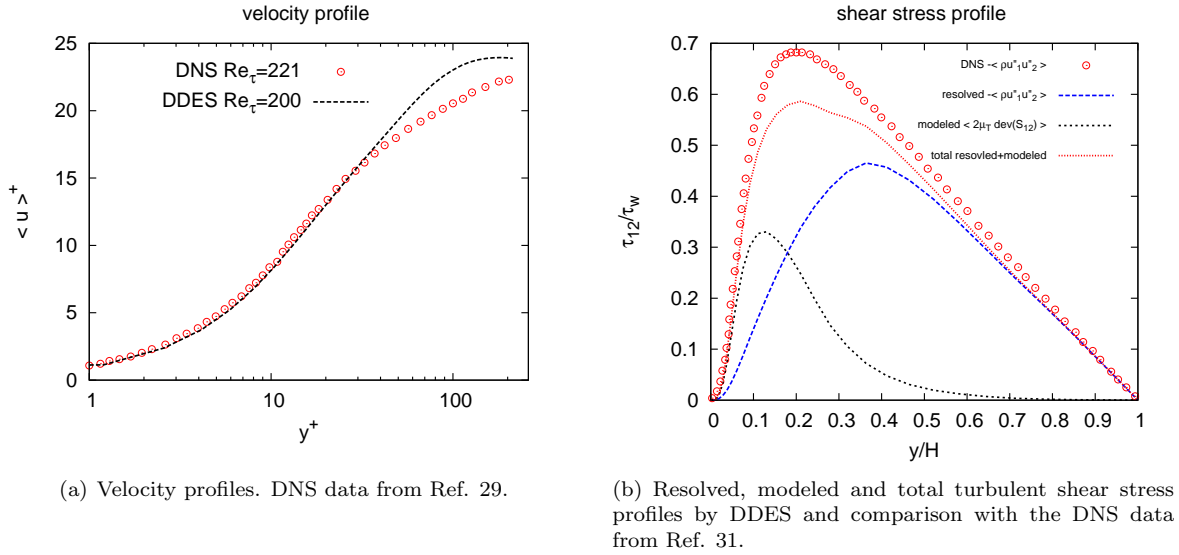 velocity profile
25
20
15
10
5
0
DNS Reτ=221
DDES Reτ=200
< u >+
1
10
100
y+
(a) Velocity profiles. DNS data from Ref. 29.
shear stress profile
0.7
0.6
0.5
0.4
0.3
0.2
0.1
0
DNS -< ρu"1u"2 >
resolved -< ρu"1u"2 >
modeled < 2μT dev(S12) >
total resovled+modeled
τ12/τw
0
0.1
0.2
0.3
0.4
0.5
0.6
0.7
0.8
0.9
1
y/H
(b) Resolved, modeled and total turbulent shear stress
profiles by DDES and comparison with the DNS data
from Ref. 31.